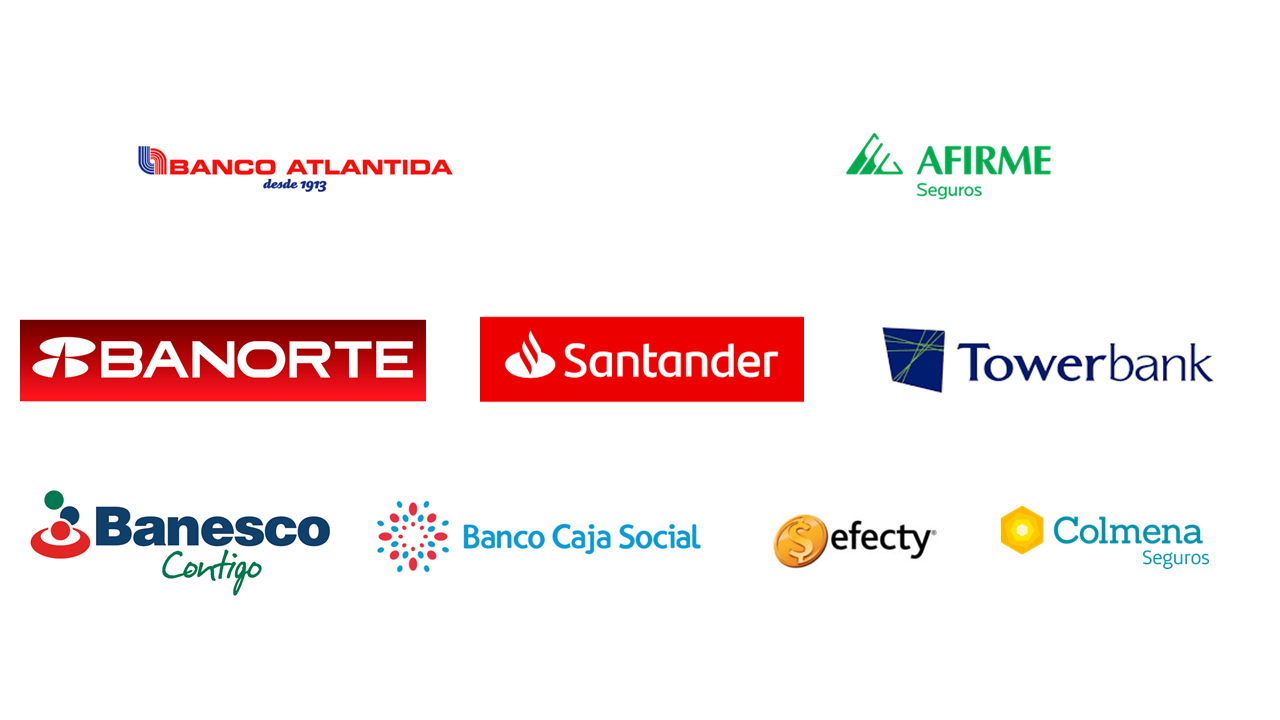 BANCO ATLANTIDA
desde 1913
AFIRME
Seguros
BANORTE
Santander
Towerbank
Banesco
Contigo
Banco Caja Social
$ efecty®
Colmena
Seguros